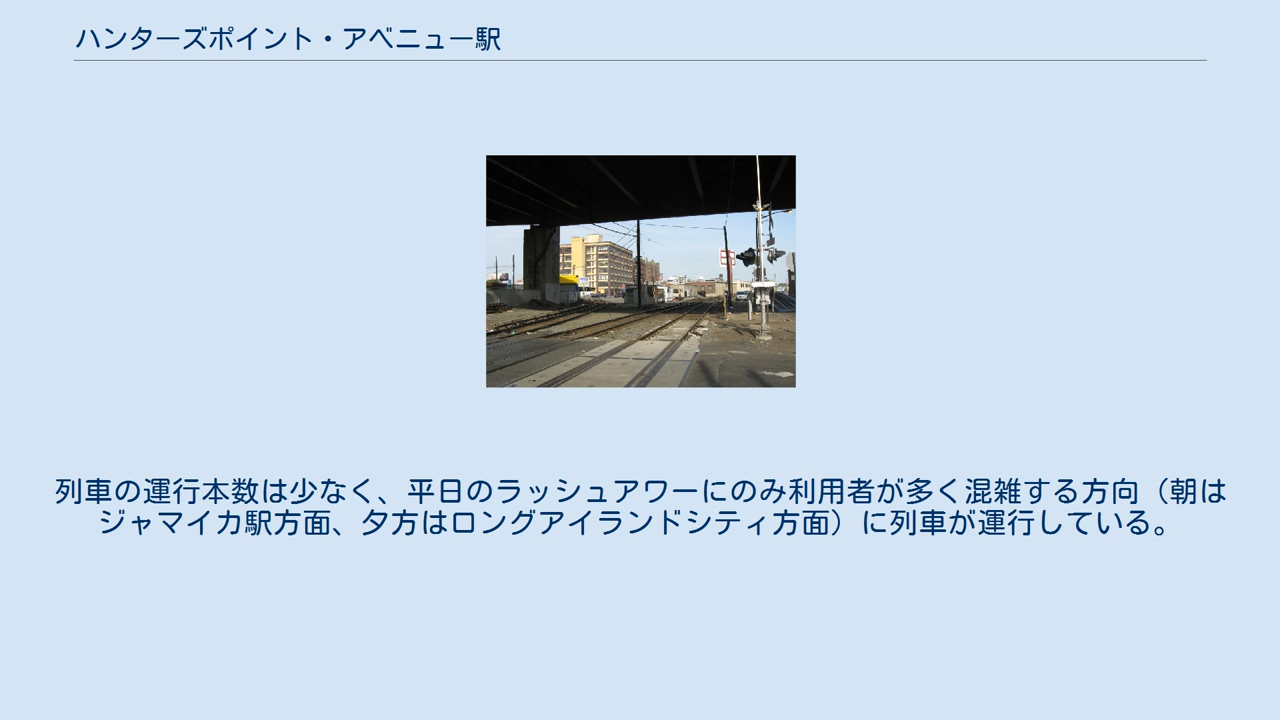 ハンターズポイント・アベニュー駅
列車の運行本数は少なく、平日のラッシュアワーにのみ利用者が多く混雑する方向（朝は
ジャマイカ駅方面、夕方はロングアイランドシティ方面）に列車が運行している。